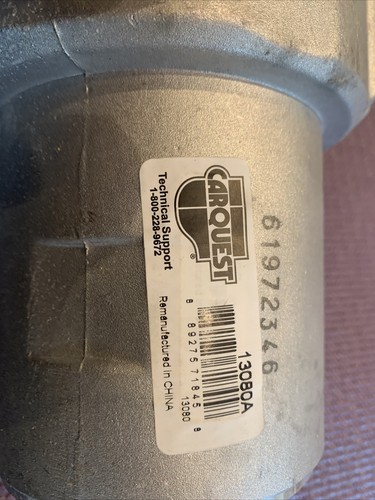 61972346
CARQUEST
®
Technical Support
1-800-228-9672
13080A
8 89275 71845 8
13080
Remanufactured in CHINA